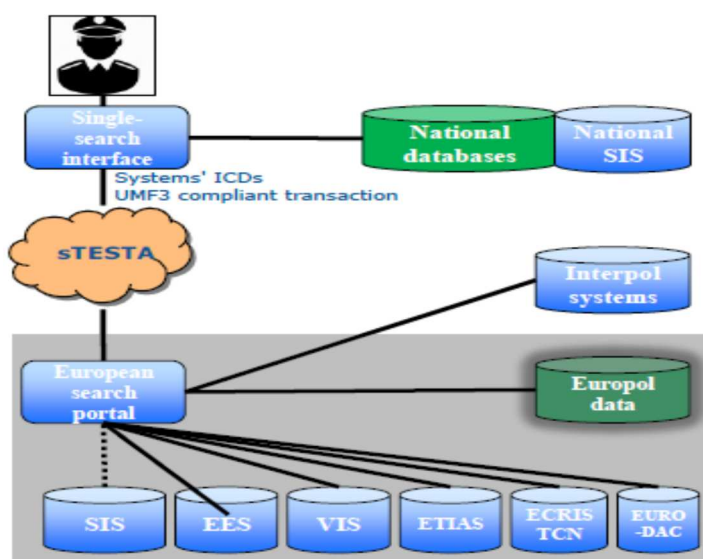 Single-
search
interface
National
databases
National
SIS
Systems' ICDs
UMF3 compliant transaction
sTESTA
Interpol
systems
European
search
portal
Europol
data
SIS
EES
VIS
ETIAS
ECRIS
TCN
EURO
-DAC